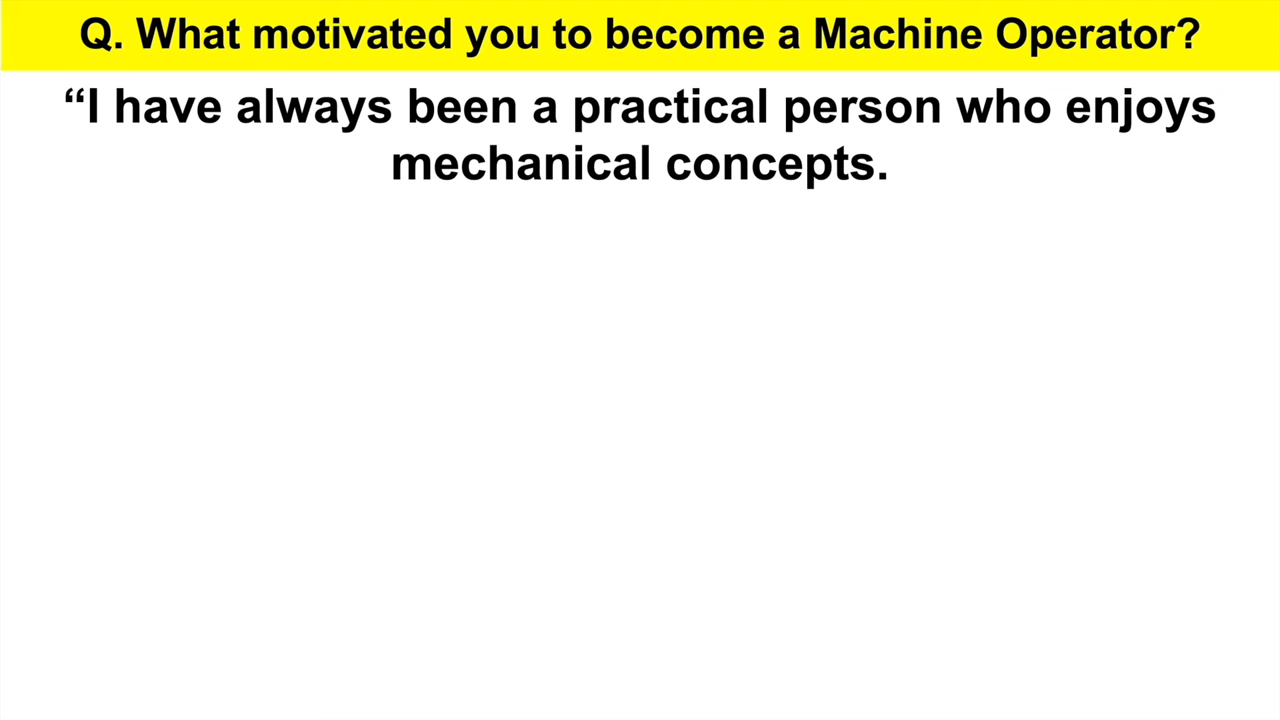 Q. What motivated you to become a Machine Operator?
“I have always been a practical person who enjoys
mechanical concepts.